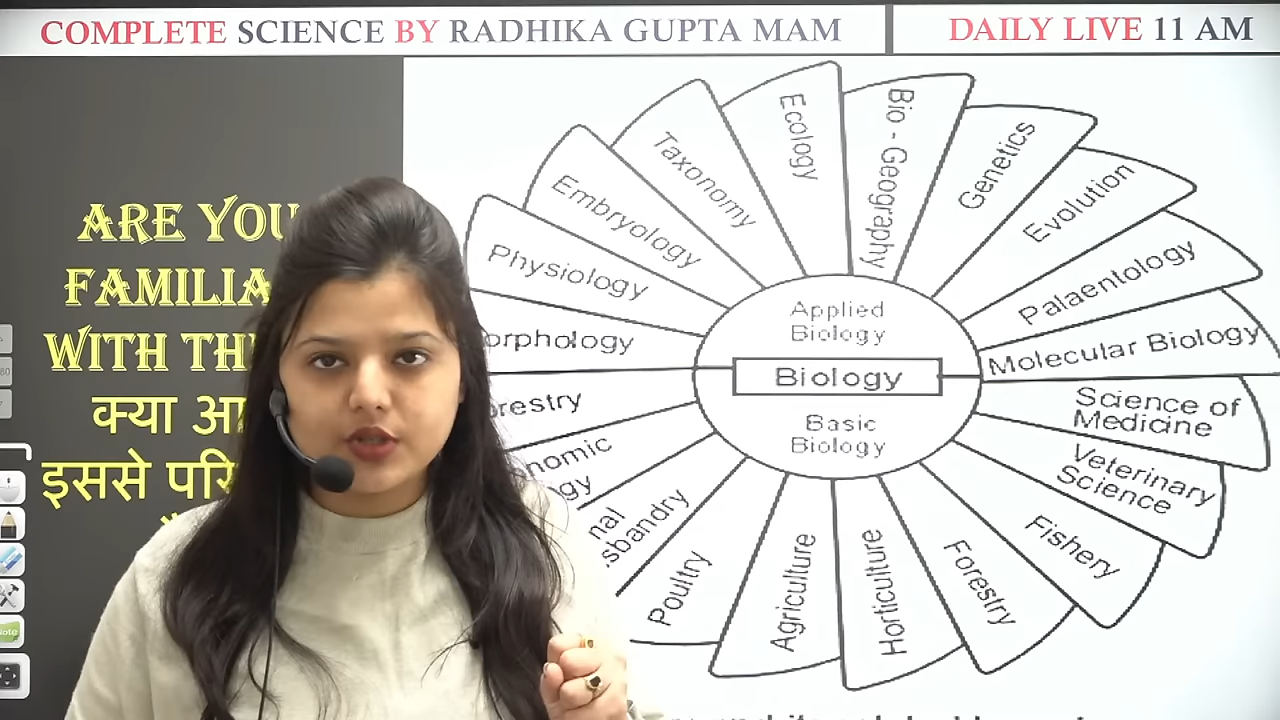 COMPLETE SCIENCE BY RADHIKA GUPTA MAM
DAILY LIVE 11 AM
ARE YOU
FAMILIA
WITH TH
क्या आ
इससे परि
Physiology
Embryology
Taxonomy
Ecology
Bio - Geography
Genetics
Evolution
Palaentology
Molecular Biology
Science of
Medicine
Veterinary
Science
Fishery
Forestry
Horticulture
Agriculture
Poultry
nal
sbandry
nomic
gy
restry
orphology
Applied
Biology
Biology
Basic
Biology